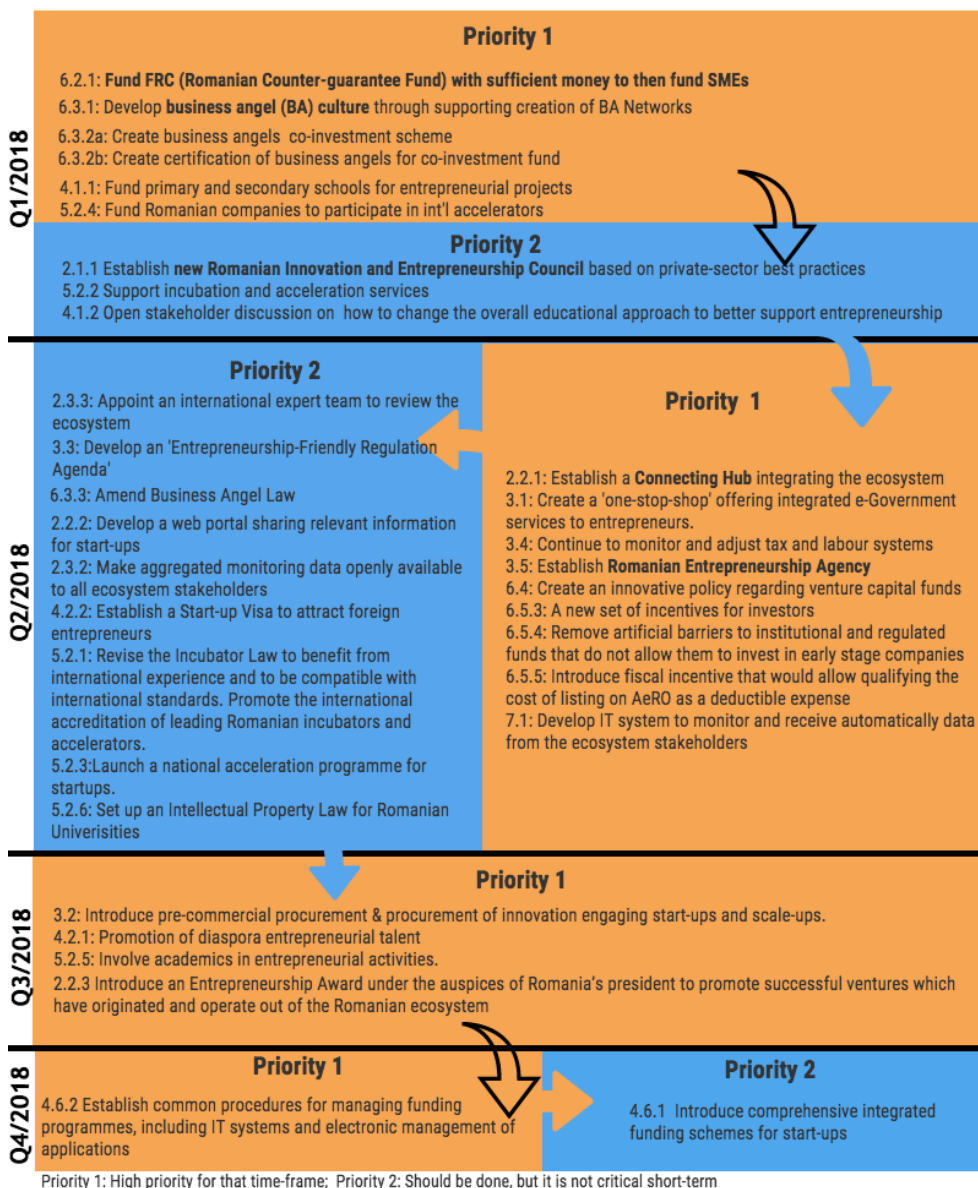 Q1/2018
Priority 1
6.2.1: Fund FRC (Romanian Counter-guarantee Fund) with sufficient money to then fund SMEs
6.3.1: Develop business angel (BA) culture through supporting creation of BA Networks
6.3.2a: Create business angels co-investment scheme
6.3.2b: Create certification of business angels for co-investment fund
4.1.1: Fund primary and secondary schools for entrepreneurial projects
5.2.4: Fund Romanian companies to participate in int'l accelerators
Priority 2
2.1.1 Establish new Romanian Innovation and Entrepreneurship Council based on private-sector best practices
5.2.2 Support incubation and acceleration services
4.1.2 Open stakeholder discussion on how to change the overall educational approach to better support entrepreneurship
Q2/2018
Priority 2
2.3.3: Appoint an international expert team to review the
ecosystem
3.3: Develop an 'Entrepreneurship-Friendly Regulation
Agenda'
6.3.3: Amend Business Angel Law
2.2.2: Develop a web portal sharing relevant information
for start-ups
2.3.2: Make aggregated monitoring data openly available
to all ecosystem stakeholders
4.2.2: Establish a Start-up Visa to attract foreign
entrepreneurs
5.2.1: Revise the Incubator Law to benefit from
international experience and to be compatible with
international standards. Promote the international
accreditation of leading Romanian incubators and
accelerators.
5.2.3:Launch a national acceleration programme for
startups.
5.2.6: Set up an Intellectual Property Law for Romanian
Univerisities
Priority 1
2.2.1: Establish a Connecting Hub integrating the ecosystem
3.1: Create a 'one-stop-shop' offering integrated e-Government
services to entrepreneurs.
3.4: Continue to monitor and adjust tax and labour systems
3.5: Establish Romanian Entrepreneurship Agency
6.4: Create an innovative policy regarding venture capital funds
6.5.3: A new set of incentives for investors
6.5.4: Remove artificial barriers to institutional and regulated
funds that do not allow them to invest in early stage companies
6.5.5: Introduce fiscal incentive that would allow qualifying the
cost of listing on AeRO as a deductible expense
7.1: Develop IT system to monitor and receive automatically data
from the ecosystem stakeholders
Q3/2018
Priority 1
3.2: Introduce pre-commercial procurement & procurement of innovation engaging start-ups and scale-ups.
4.2.1: Promotion of diaspora entrepreneurial talent
5.2.5: Involve academics in entrepreneurial activities.
2.2.3 Introduce an Entrepreneurship Award under the auspices of Romania's president to promote successful ventures which
have originated and operate out of the Romanian ecosystem
Q4/2018
Priority 1
4.6.2 Establish common procedures for managing funding
programmes, including IT systems and electronic management of
applications
Priority 2
4.6.1 Introduce comprehensive integrated
funding schemes for start-ups
Priority 1: High priority for that time-frame; Priority 2: Should be done, but it is not critical short-term